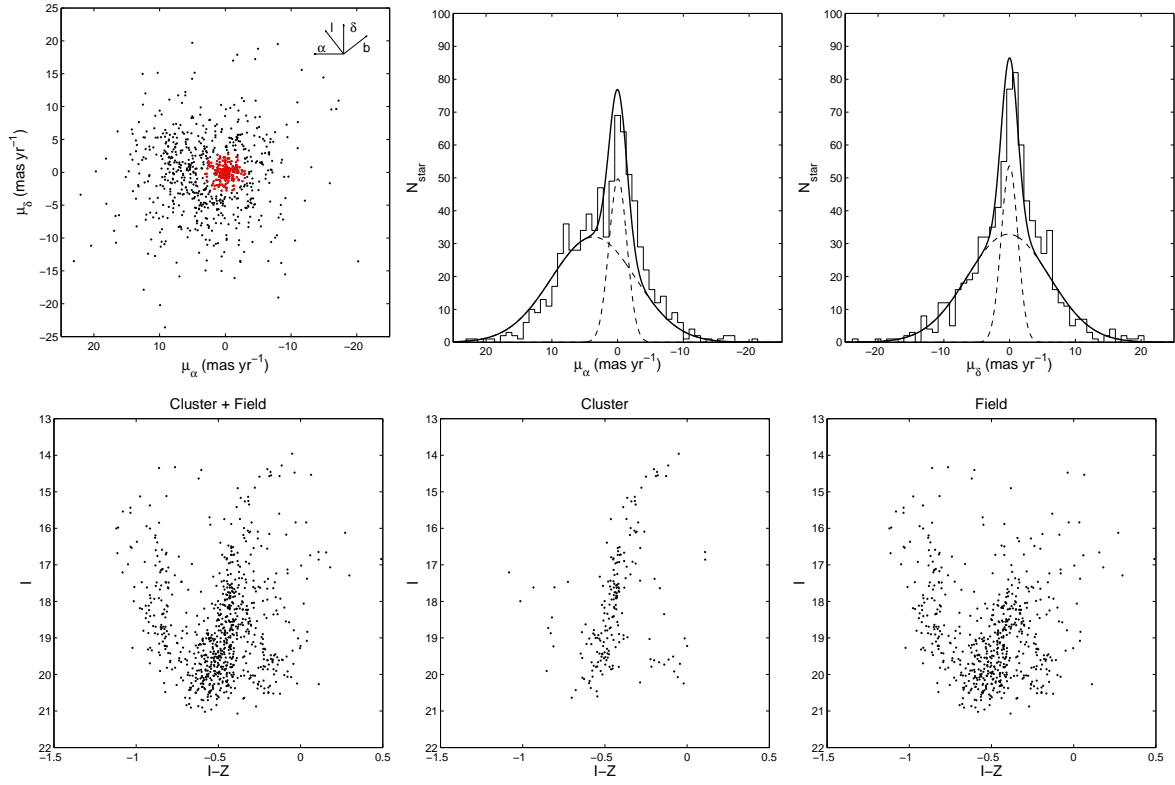 25
20
15
10
5
0
−5
−10
−15
−20
−25
20 10 0 −10 −20
μδ (mas yr−1)
μα (mas yr−1)
l δ
α b
100
90
80
70
60
50
40
30
20
10
0
20 10 0 −10 −20
Nstar
μα (mas yr−1)
100
90
80
70
60
50
40
30
20
10
0
−20 −10 0 10 20
Nstar
μδ (mas yr−1)
Cluster + Field
13
14
15
16
17
18
19
20
21
22
−1.5 −1 −0.5 0 0.5
I
I−Z
Cluster
13
14
15
16
17
18
19
20
21
22
−1.5 −1 −0.5 0 0.5
I
I−Z
Field
13
14
15
16
17
18
19
20
21
22
−1.5 −1 −0.5 0 0.5
I
I−Z